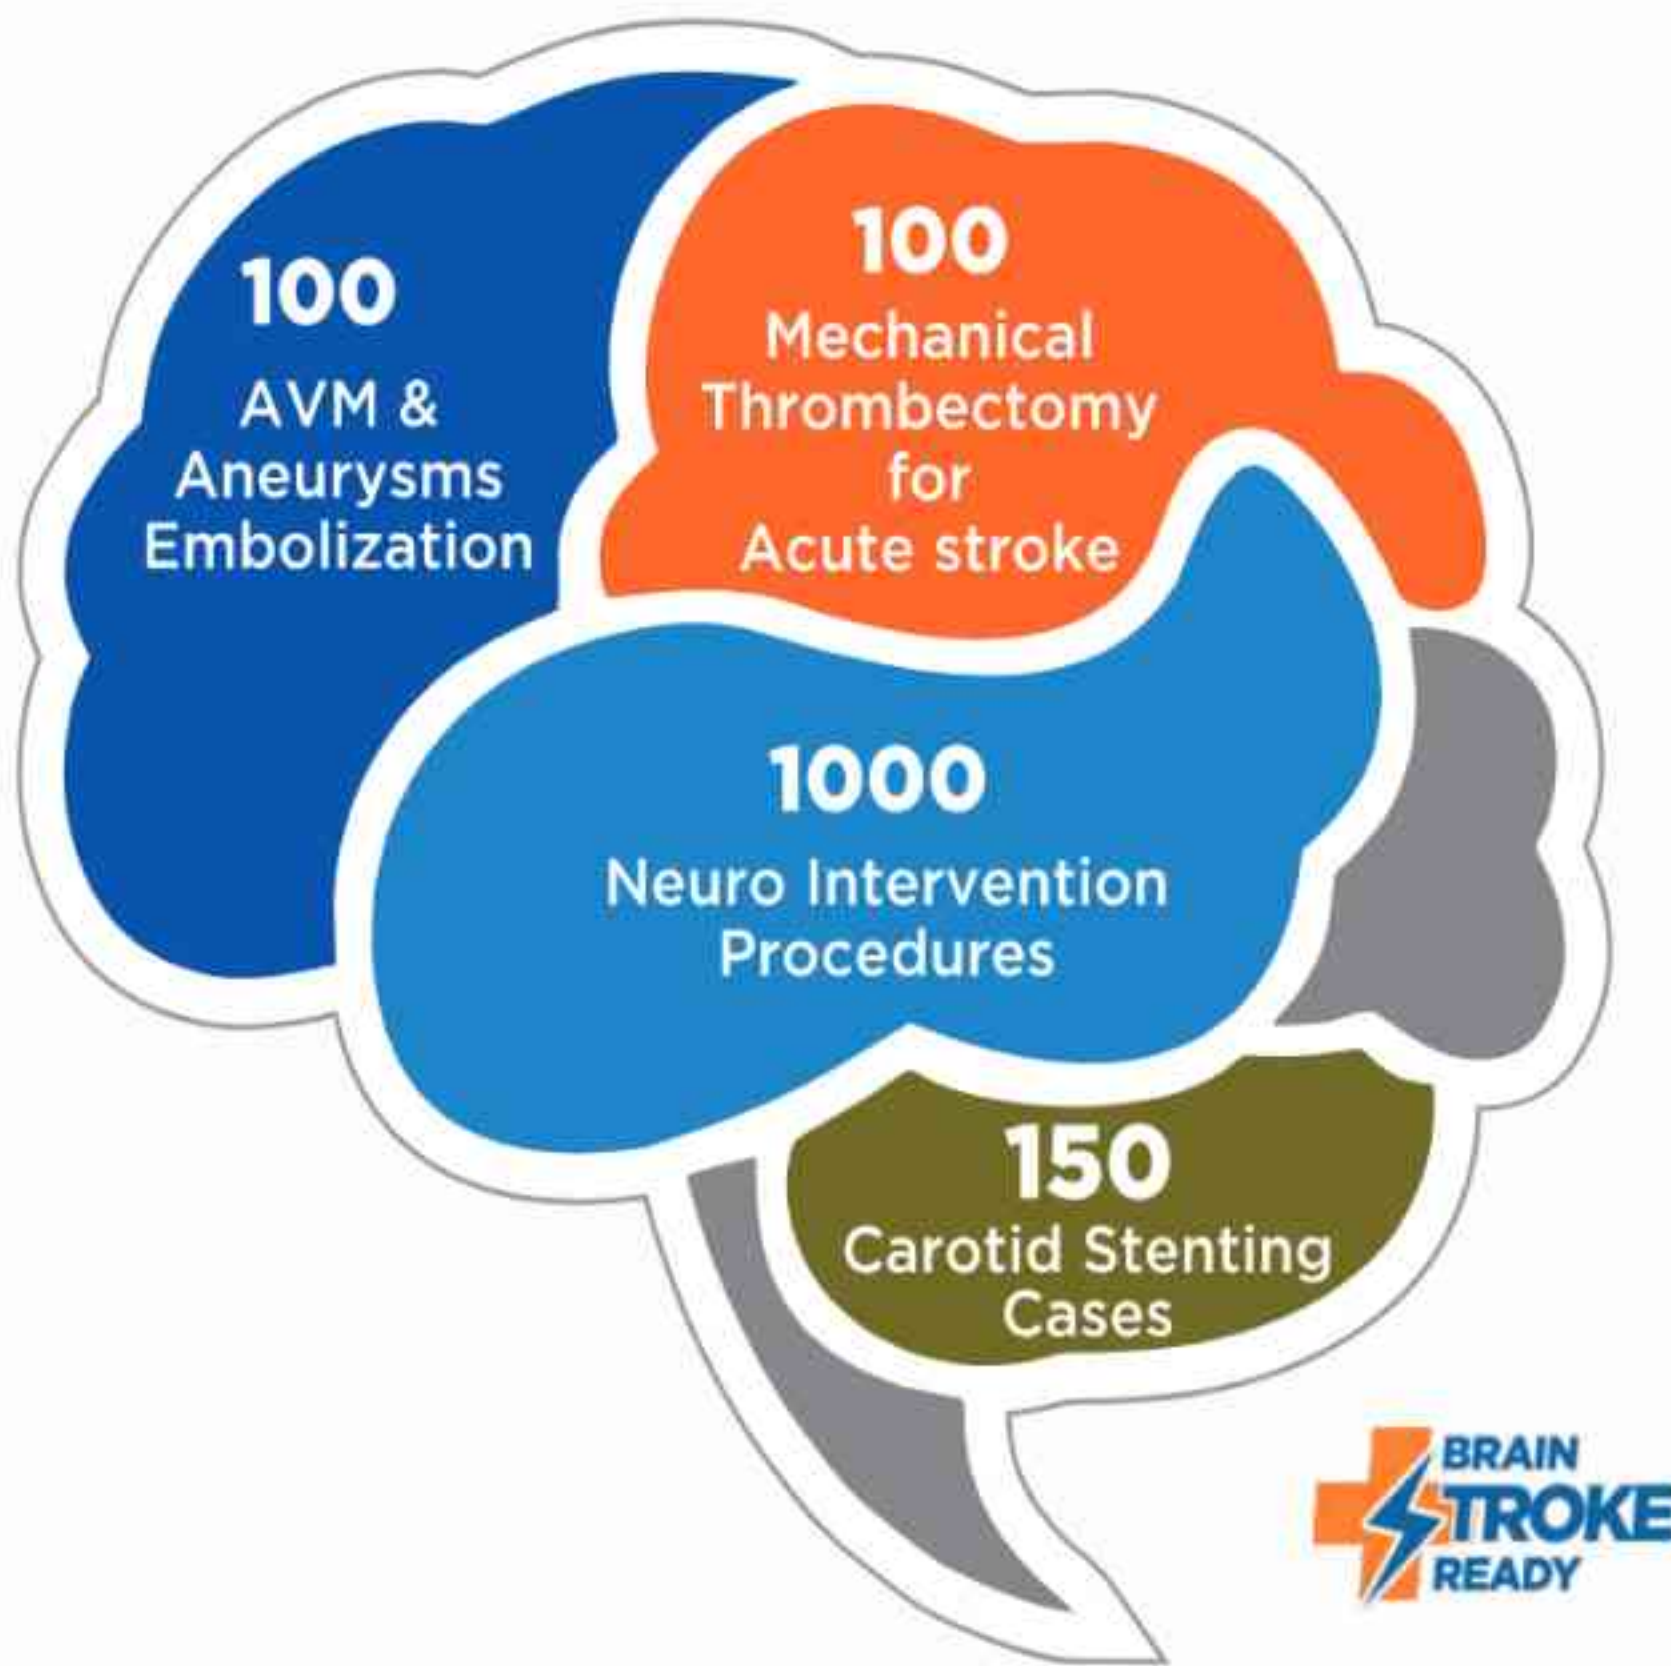 100
AVM &
Aneurysms
Embolization
100
Mechanical
Thrombectomy
for
Acute stroke
1000
Neuro Intervention
Procedures
150
Carotid Stenting
Cases
BRAIN
STROKE
READY